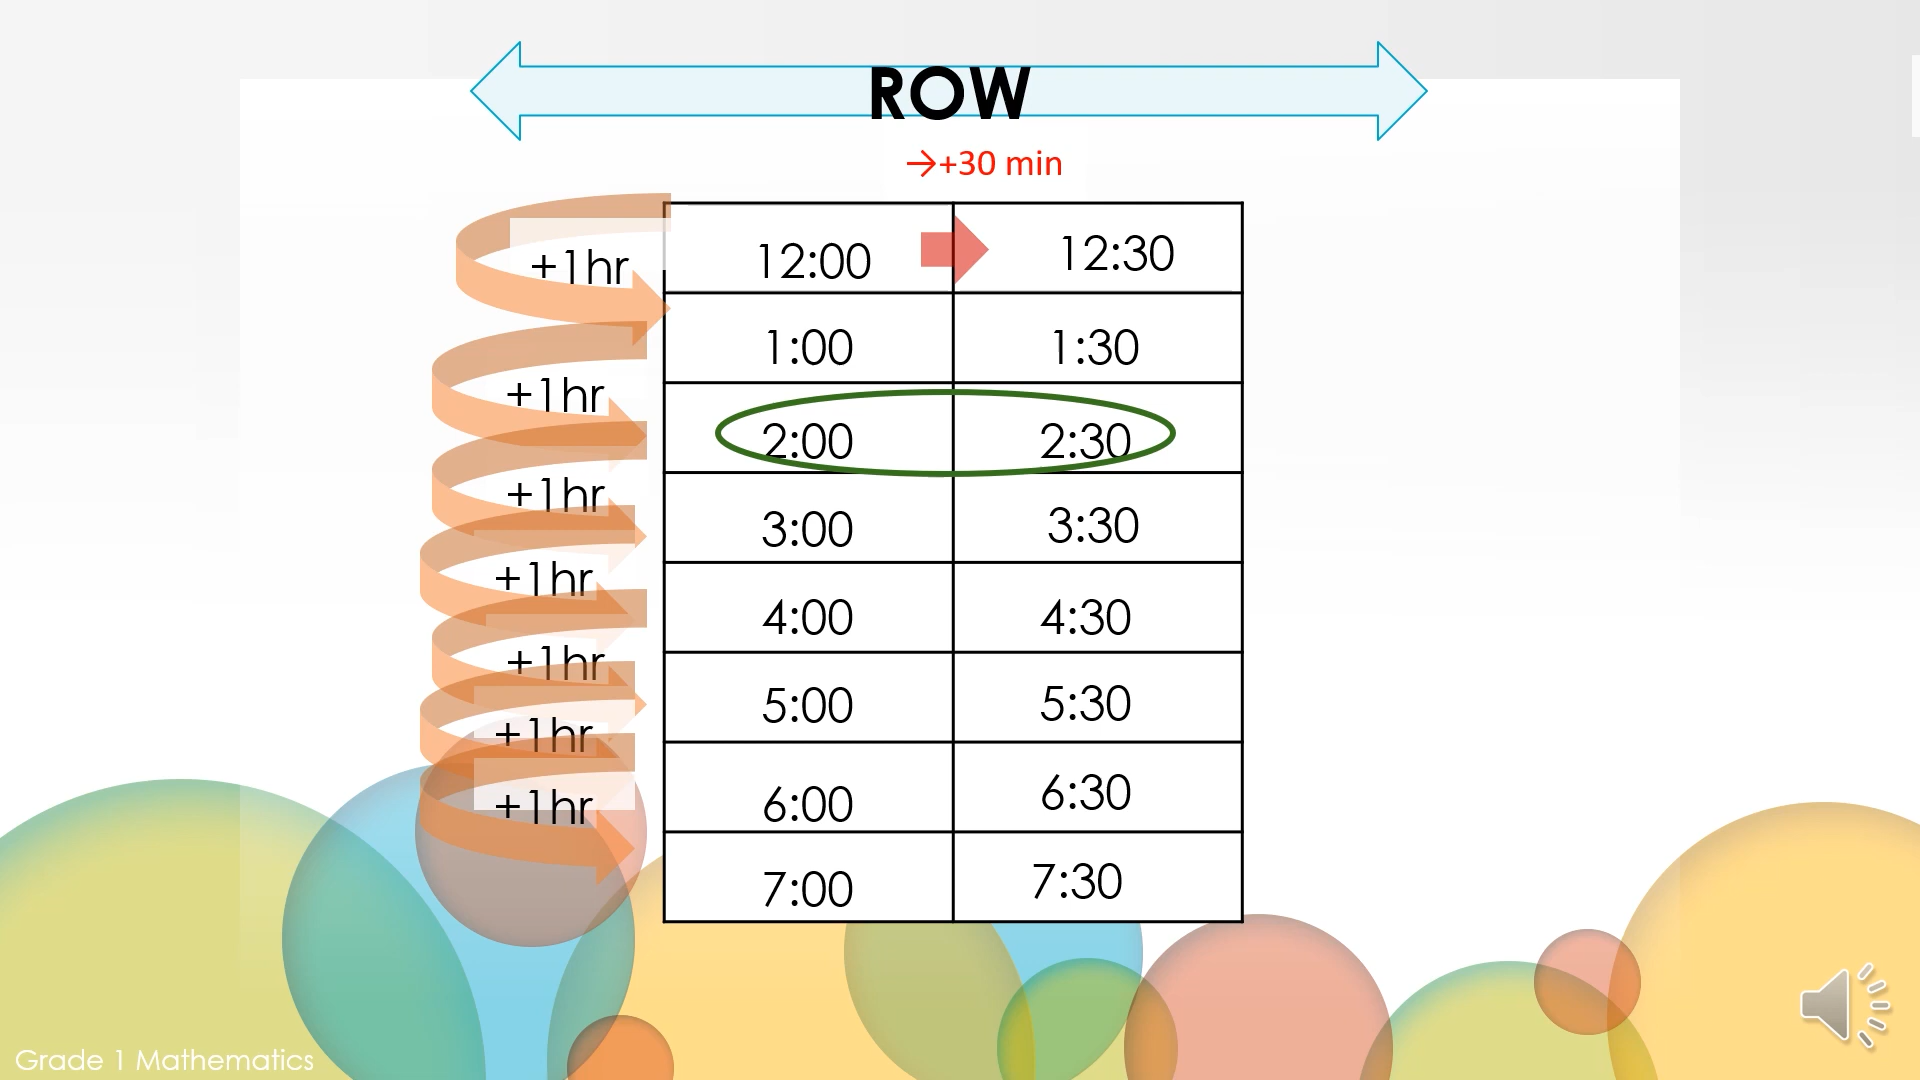 ROW
→+30 min
+1hr
12:00 12:30
1:00 1:30
+1hr
2:00 2:30
+1hr
3:00 3:30
+1hr
4:00 4:30
+1hr
5:00 5:30
+1hr
6:00 6:30
+1hr
7:00 7:30
Grade 1 Mathematics